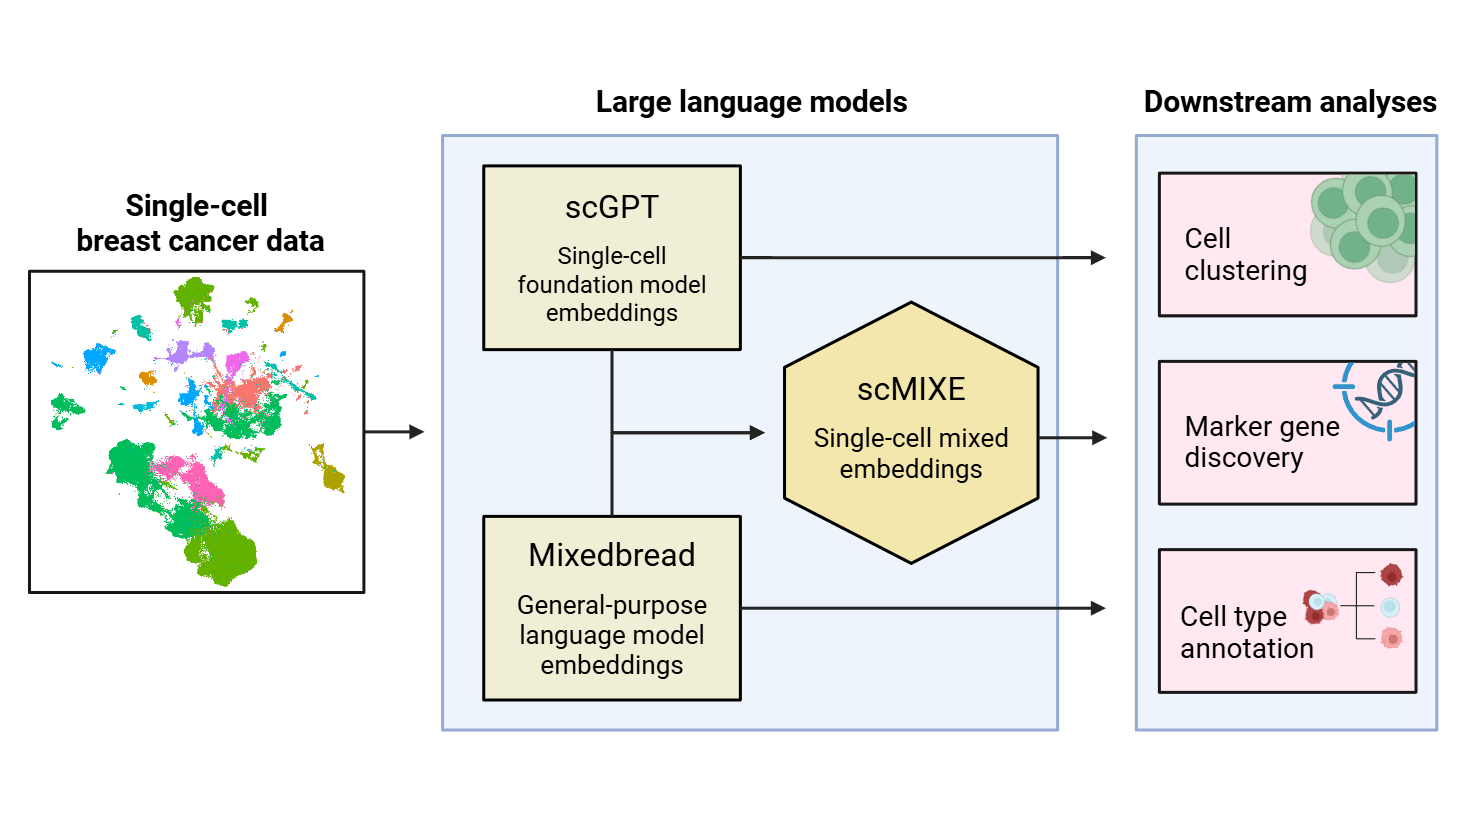 Single-cell
breast cancer data
Large language models
scGPT
Single-cell
foundation model
embeddings
scMIXE
Single-cell mixed
embeddings
Mixedbread
General-purpose
language model
embeddings
Downstream analyses
Cell
clustering
Marker gene
discovery
Cell type
annotation